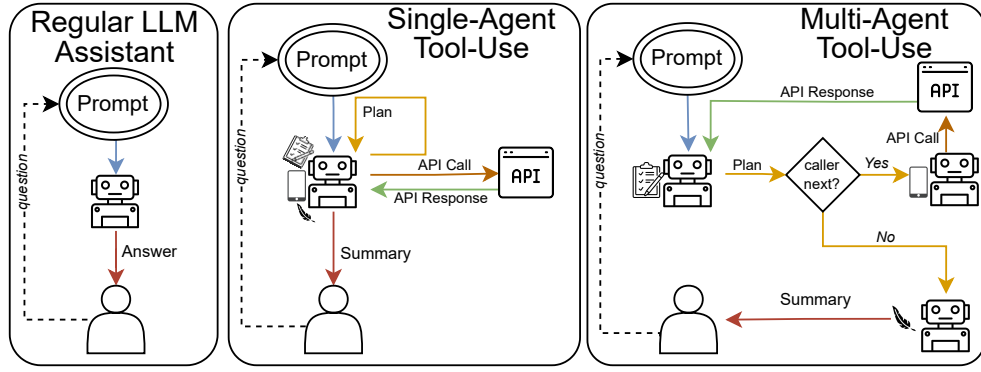 Regular LLM
Assistant
Prompt
question
Answer
Single-Agent
Tool-Use
Prompt
Plan
question
API Call
API
API Response
Summary
Multi-Agent
Tool-Use
Prompt
API
API Response
API Call
question
Plan
caller
next?
Yes
No
Summary